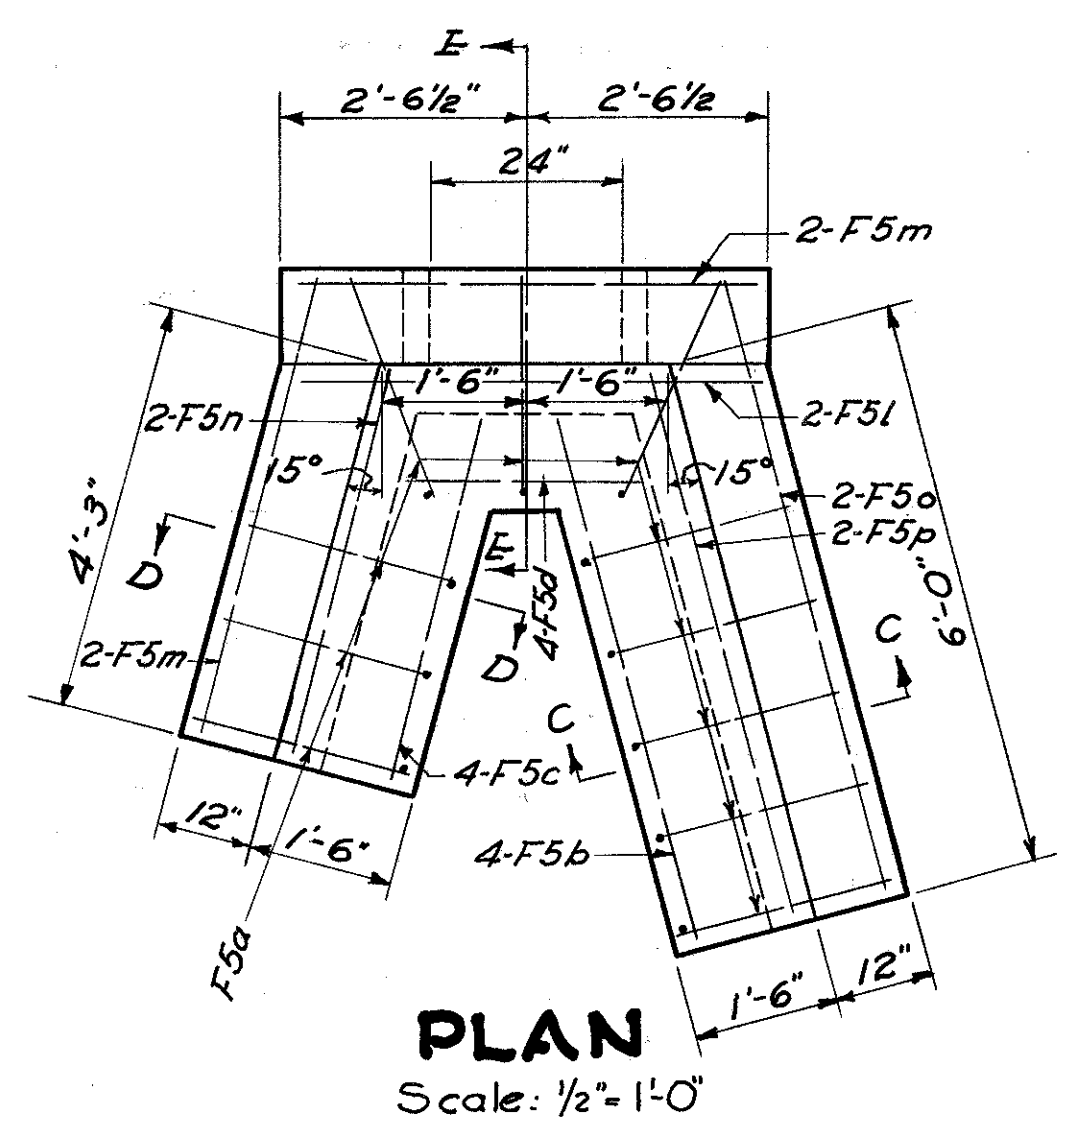 E
2'-6½" 2'-6½
24"
2-F5m
1'-6" 1'-6"
2-F5n
2-F5l
15° 15°
2-F5o
2-F5p
4'-3"
6'-0"
D
E
4-F5d
C
D
2-F5m
C
4-F5c
12"
1'-6"
4-F5b
F5a
12"
1'-6"
PLAN
Scale: ½"= 1'-0"